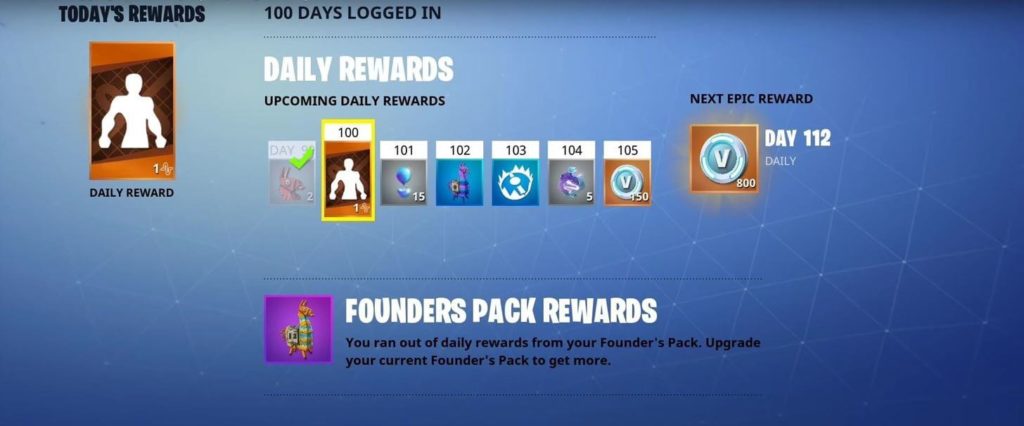 TODAY'S REWARDS
1
DAILY REWARD
100 DAYS LOGGED IN
DAILY REWARDS
UPCOMING DAILY REWARDS
DAY 99
2
100
1
101
15
102
103
R
104
5
105
V
150
NEXT EPIC REWARD
V
800
DAY 112
DAILY
FOUNDERS PACK REWARDS
You ran out of daily rewards from your Founder's Pack. Upgrade
your current Founder's Pack to get more.